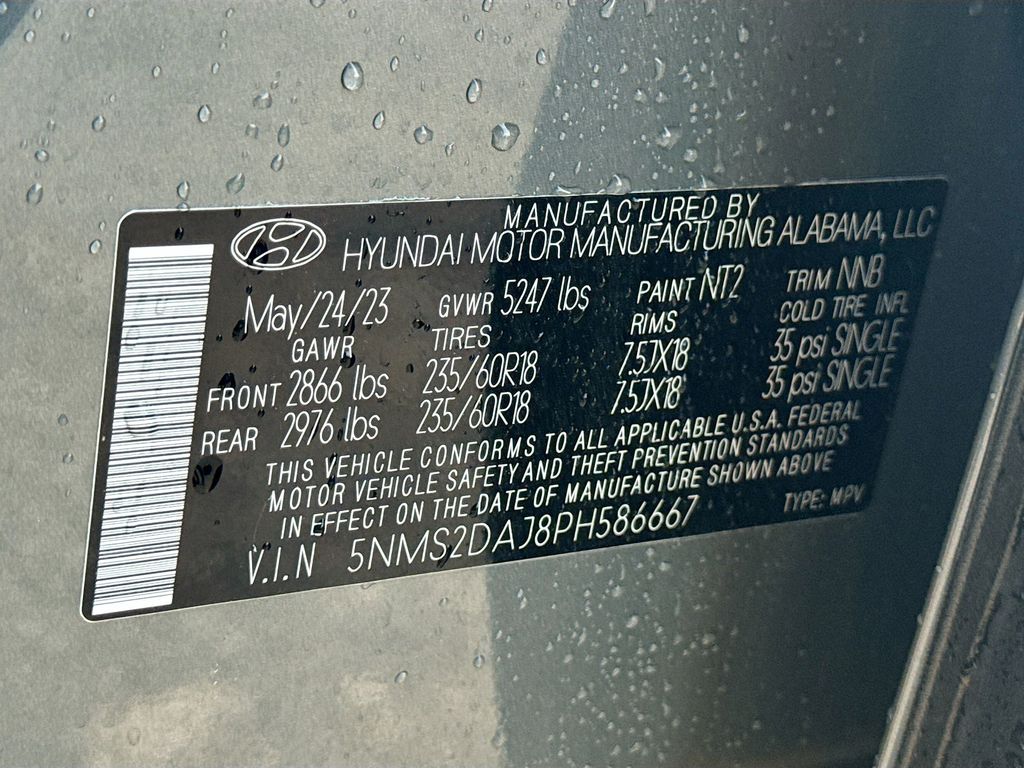 MANUFACTURED BY
HYUNDAI MOTOR MANUFACTURING ALABAMA, LLC
May/24/23 GVWR 5247 lbs PAINT NT2 TRIM NNB
GAWR TIRES RIMS COLD TIRE INFL
FRONT 2866 lbs 235/60R18 7.5JX18 35 psi SINGLE
REAR 2976 lbs 235/60R18 7.5JX18 35 psi SINGLE
THIS VEHICLE CONFORMS TO ALL APPLICABLE U.S.A. FEDERAL
MOTOR VEHICLE SAFETY AND THEFT PREVENTION STANDARDS
IN EFFECT ON THE DATE OF MANUFACTURE SHOWN ABOVE
V.I.N 5NMS2DAJ8PH586667 TYPE: MPV